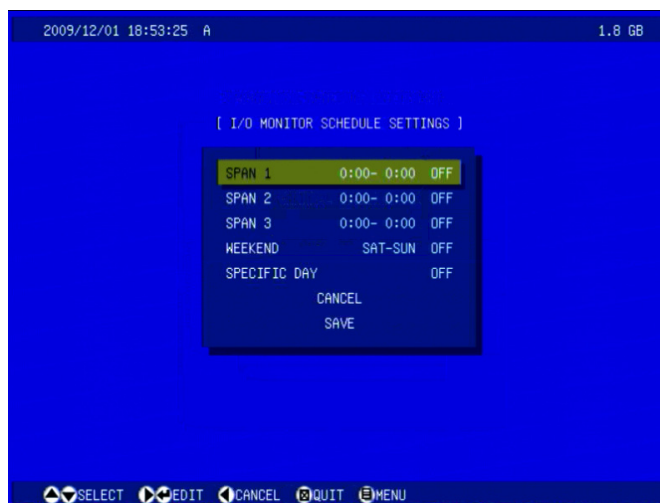 2009/12/01 18:53:25 A 1.8 GB
[ I/O MONITOR SCHEDULE SETTINGS ]
SPAN 1 0:00- 0:00 OFF
SPAN 2 0:00- 0:00 OFF
SPAN 3 0:00- 0:00 OFF
WEEKEND SAT-SUN OFF
SPECIFIC DAY OFF
CANCEL
SAVE
SELECT EDIT CANCEL QUIT MENU